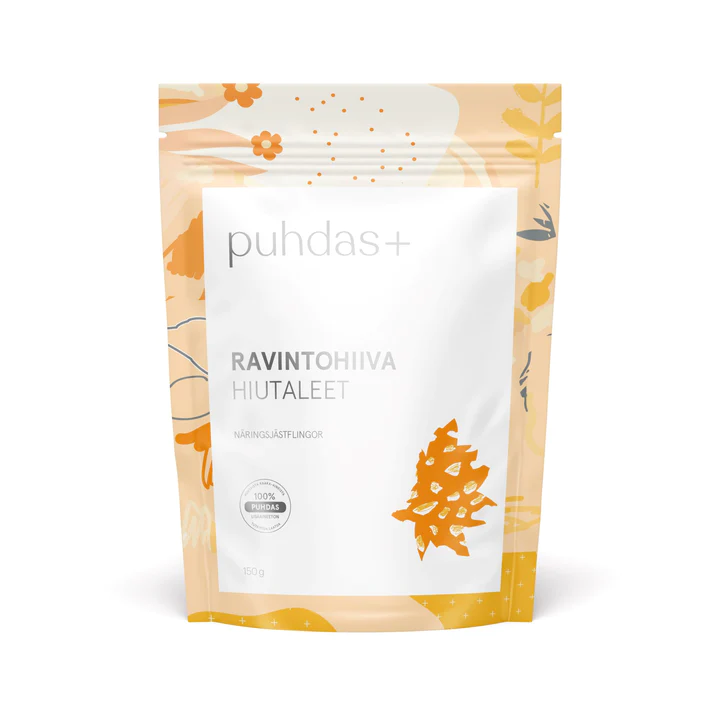 puhdas+
RAVINTOHIIVA
HIUTALEET
NÄRINGSJÄSTFLINGOR
100%
PUHDAS
150 g